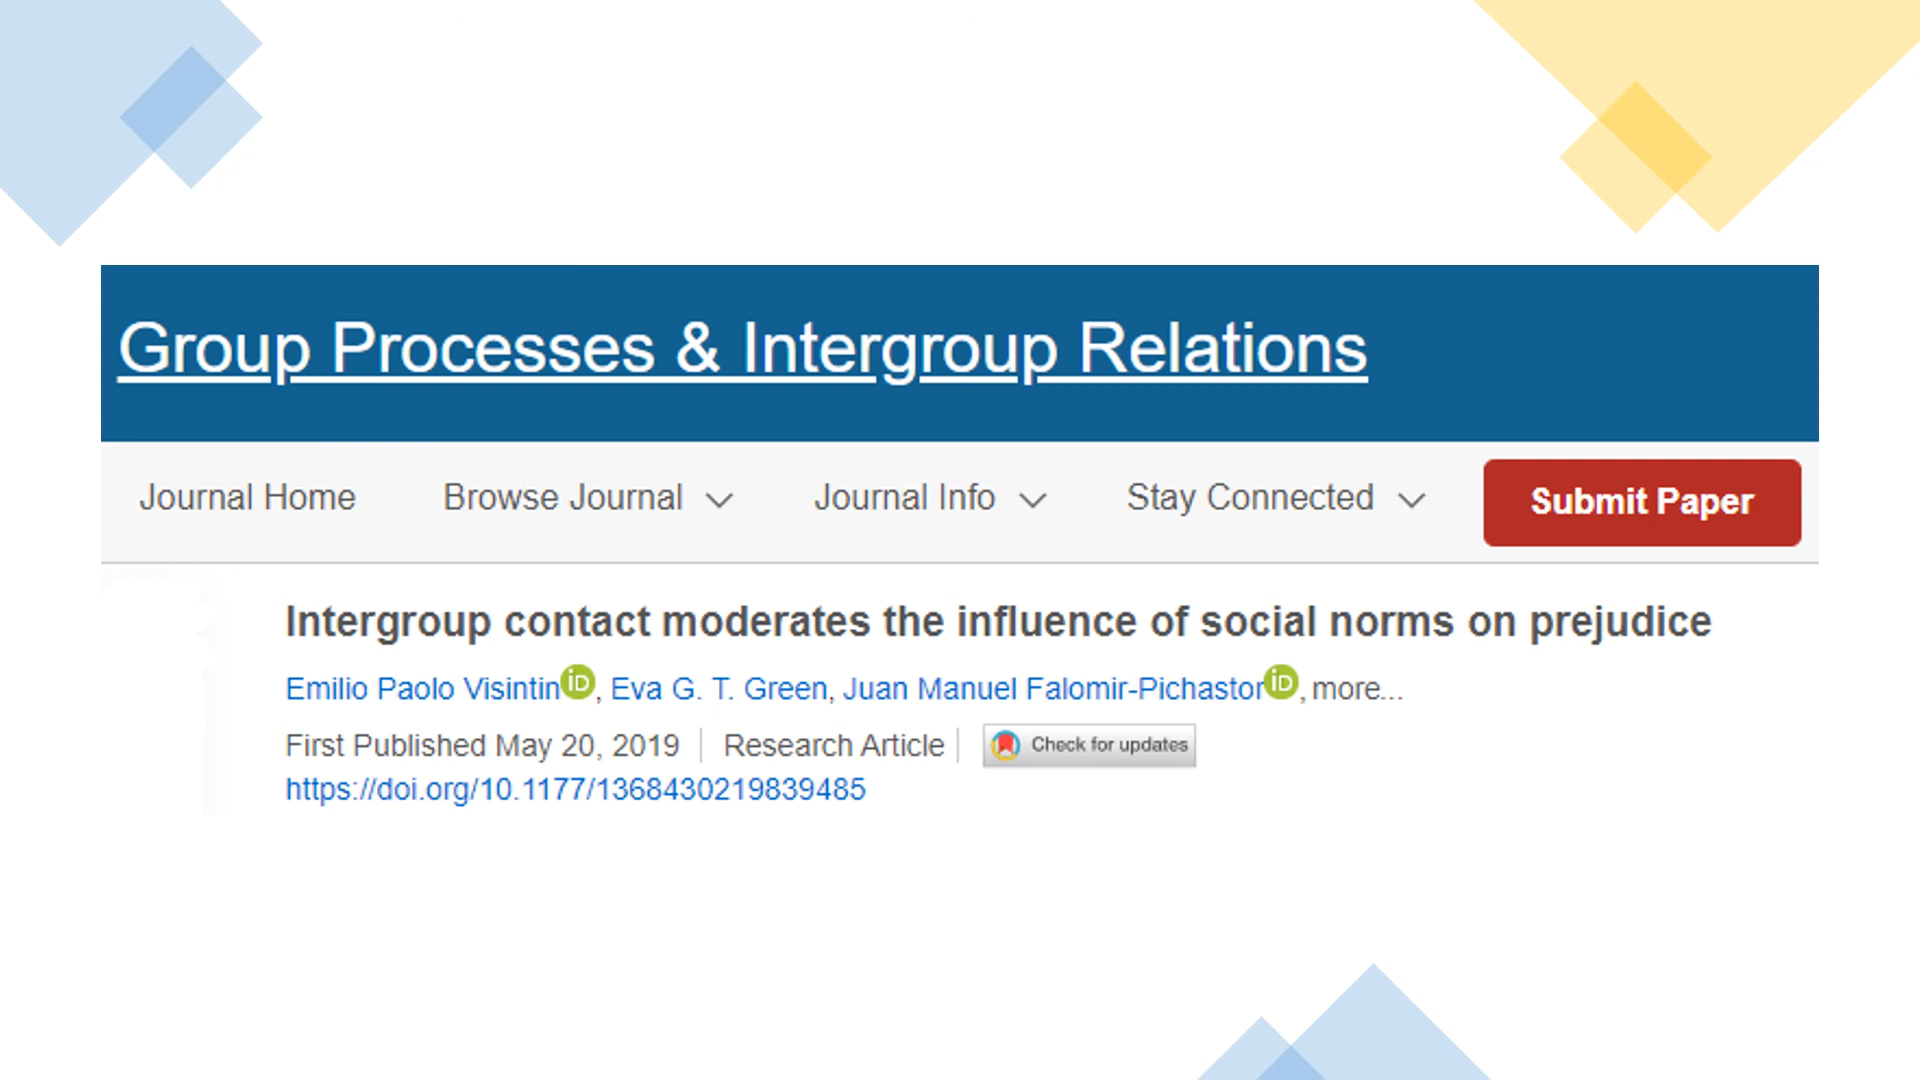 Group Processes & Intergroup Relations
Journal Home Browse Journal Journal Info Stay Connected Submit Paper
Intergroup contact moderates the influence of social norms on prejudice
Emilio Paolo Visintin iD, Eva G. T. Green, Juan Manuel Falomir-Pichastor iD, more...
First Published May 20, 2019 Research Article Check for updates
https://doi.org/10.1177/1368430219839485